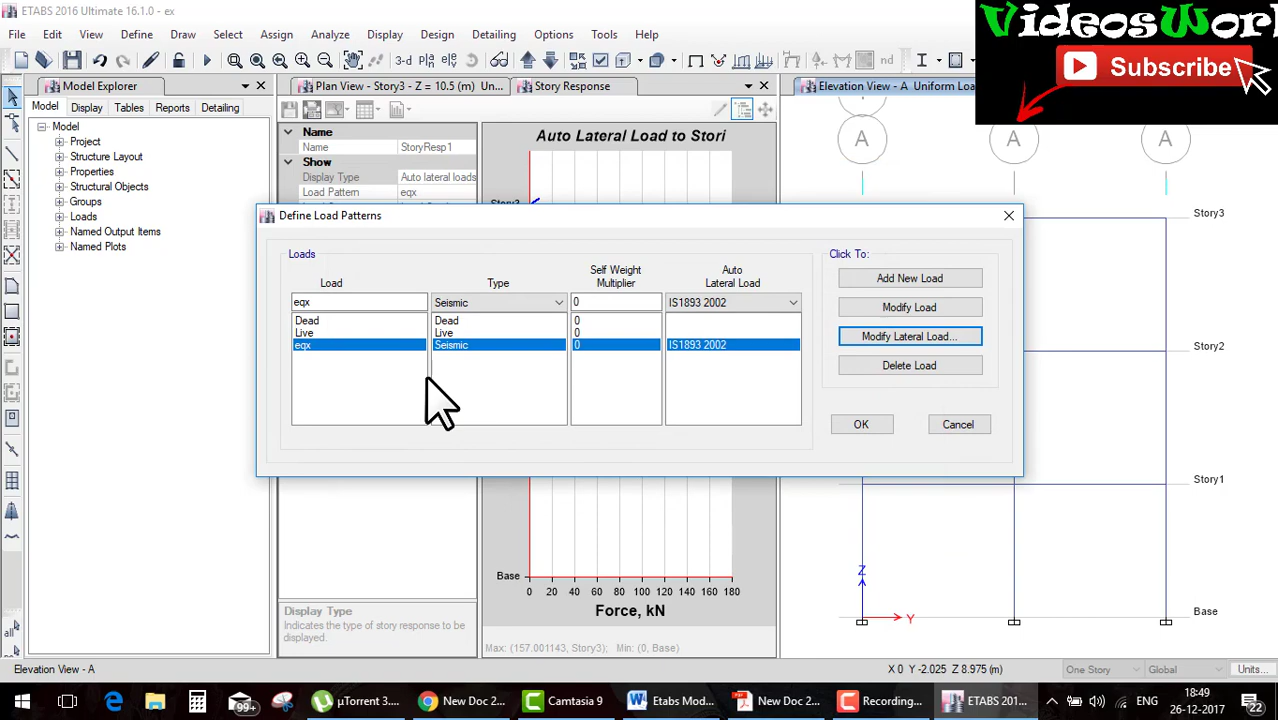 ETABS 2016 Ultimate 16.1.0 - ex
VideosWorl
Subscribe
File Edit View Define Draw Select Assign Analyze Display Design Detailing Options Tools Help
3-d
Model Explorer
Plan View - Story3 - Z = 10.5 (m) Un...
Story Response
Elevation View - A Uniform Loa
Model Display Tables Reports Detailing
Model
Project
Structure Layout
Properties
Structural Objects
Groups
Loads
Named Output Items
Named Plots
Name
Name StoryResp1
Show
Display Type Auto lateral loads
Load Pattern eqx
Display Type
Indicates the type of story response to be
displayed.
Auto Lateral Load to Stori
Story3
Base
0 20 40 60 80 100 120 140 160 180
Force, kN
Max: (157.001143, Story3); Min: (0, Base)
A A A
Story3
Story2
Story1
Base
Z
Y
Define Load Patterns
Loads
Click To:
Load
Type
Self Weight
Multiplier
Auto
Lateral Load
eqx Seismic 0 IS1893 2002
Dead Dead 0
Live Live 0
eqx Seismic 0 IS1893 2002
Add New Load
Modify Load
Modify Lateral Load...
Delete Load
OK
Cancel
all
Elevation View - A
X 0 Y -2.025 Z 8.975 (m)
One Story
Global
Units...
99+
µTorrent 3....
New Doc 2...
Camtasia 9
Etabs Mod...
New Doc 2...
Recording...
ETABS 201...
ENG
18:49
26-12-2017
22